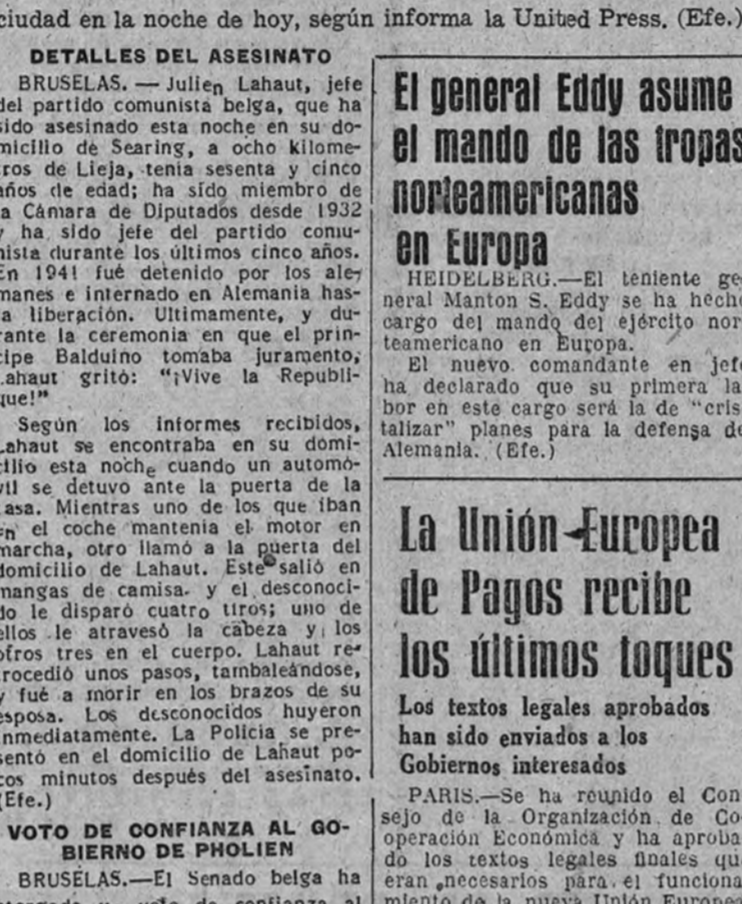 ciudad en la noche de hoy, según informa la United Press. (Efe.)
DETALLES DEL ASESINATO
BRUSELAS. — Julien Lahaut, jefe
del partido comunista belga, que ha
sido asesinado esta noche en su do-
micilio de Searing, a ocho kilome-
tros de Lieja, tenía sesenta y cinco
años de edad; ha sido miembro de
la Cámara de Diputados desde 1932
y ha sido jefe del partido comu-
nista durante los últimos cinco años.
En 1941 fué detenido por los ale-
manes e internado en Alemania has-
a liberación. Ultimamente, y du-
rante la ceremonia en que el prín-
cipe Balduino tomaba juramento,
Lahaut gritó: "¡Vive la Republi-
que!"
Según los informes recibidos,
Lahaut se encontraba en su domi-
cilio esta noche cuando un automó-
vil se detuvo ante la puerta de la
casa. Mientras uno de los que iban
en el coche mantenia el motor en
marcha, otro llamó a la puerta del
domicilio de Lahaut. Este salió en
mangas de camisa y el desconoci-
do le disparó cuatro tiros; uno de
ellos le atravesó la cabeza y los
otros tres en el cuerpo. Lahaut re-
trocedió unos pasos, tambaleándose,
y fué a morir en los brazos de su
esposa. Los desconocidos huyeron
inmediatamente. La Policía se pre-
sentó en el domicilio de Lahaut po-
cos minutos después del asesinato.
(Efe.)
VOTO DE CONFIANZA AL GO-
BIERNO DE PHOLIEN
BRUSELAS.—El Senado belga ha
El general Eddy asume
el mando de las tropas
norteamericanas
en Europa
HEIDELBERG.—El teniente ge-
neral Manton S. Eddy se ha hecho
cargo del mando del ejército nor-
teamericano en Europa.
El nuevo comandante en jefe
ha declarado que su primera la-
bor en este cargo será la de "cris-
talizar" planes para la defensa de
Alemania. (Efe.)
La Unión Europea
de Pagos recibe
los últimos toques
Los textos legales aprobados
han sido enviados a los
Gobiernos interesados
PARIS.—Se ha reunido el Con-
sejo de la Organización de Co-
operación Económica y ha aproba-
do los textos legales finales que
eran necesarios para el funciona-
miento de la nueva Unión Europea